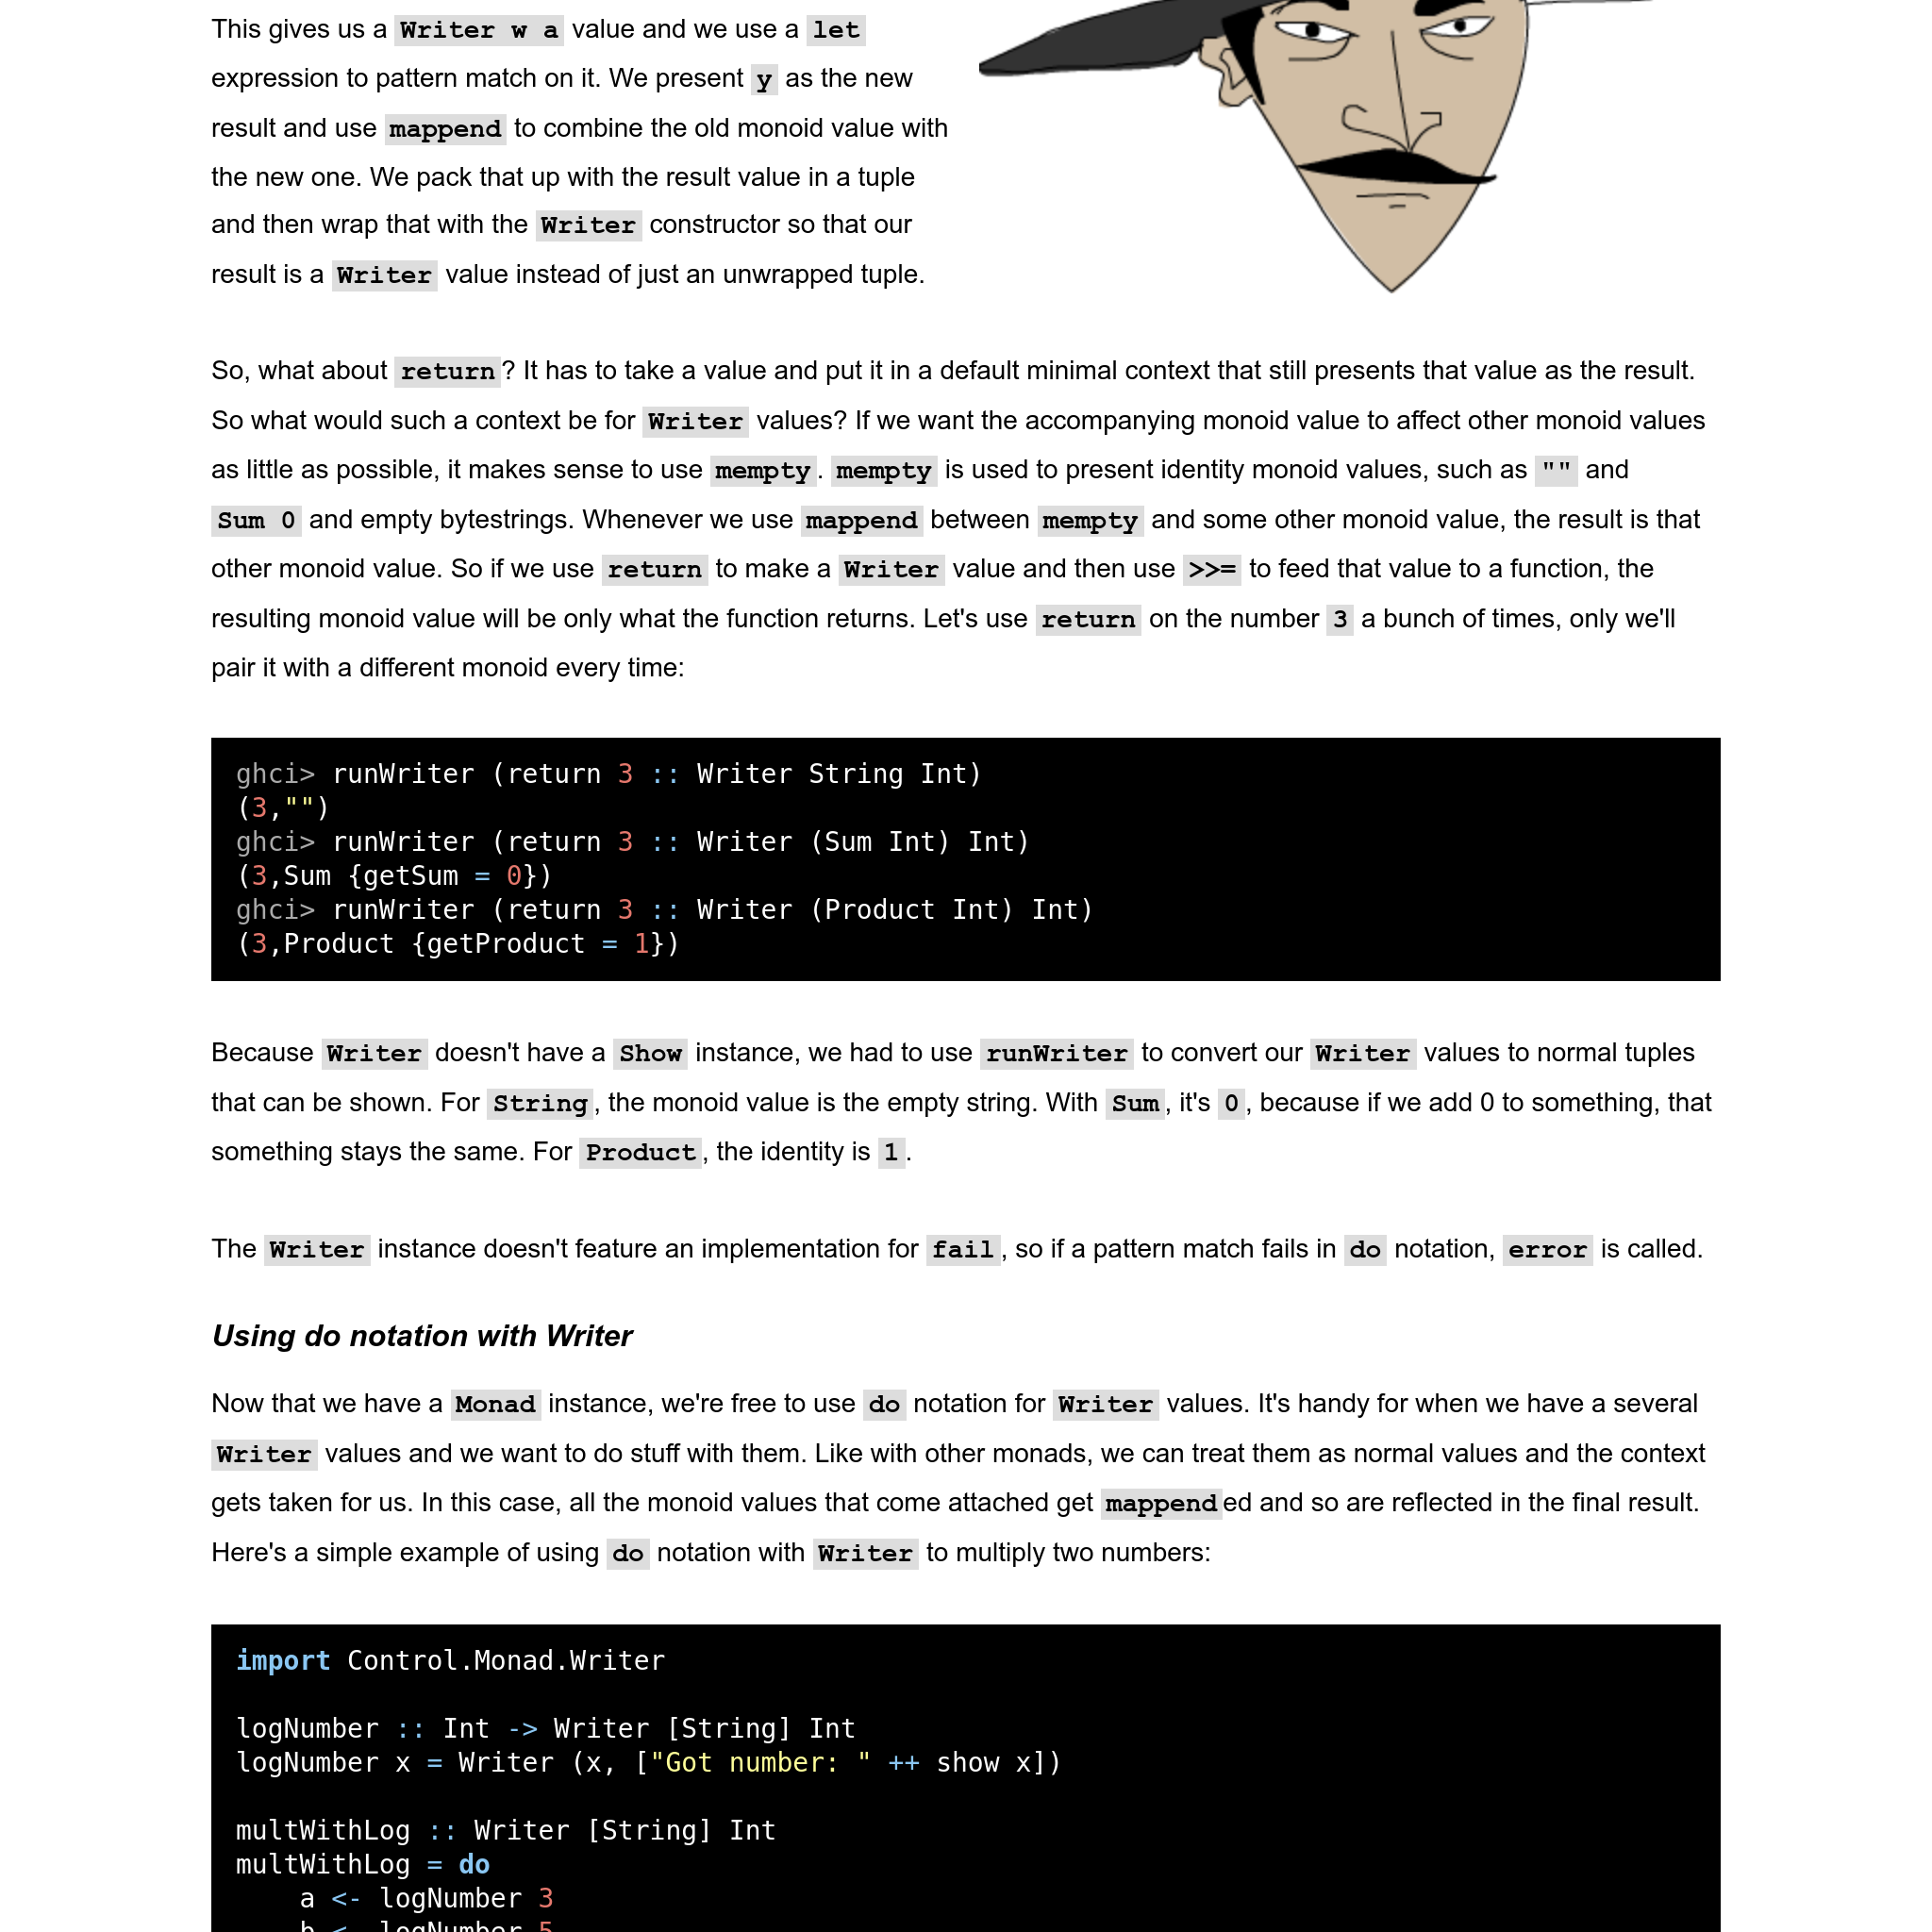 This gives us a Writer w a value and we use a let
expression to pattern match on it. We present y as the new
result and use mappend to combine the old monoid value with
the new one. We pack that up with the result value in a tuple
and then wrap that with the Writer constructor so that our
result is a Writer value instead of just an unwrapped tuple.
So, what about return? It has to take a value and put it in a default minimal context that still presents that value as the result.
So what would such a context be for Writer values? If we want the accompanying monoid value to affect other monoid values
as little as possible, it makes sense to use mempty. mempty is used to present identity monoid values, such as "" and
Sum 0 and empty bytestrings. Whenever we use mappend between mempty and some other monoid value, the result is that
other monoid value. So if we use return to make a Writer value and then use >>= to feed that value to a function, the
resulting monoid value will be only what the function returns. Let's use return on the number 3 a bunch of times, only we'll
pair it with a different monoid every time:
ghci> runWriter (return 3 :: Writer String Int)
(3,"")
ghci> runWriter (return 3 :: Writer (Sum Int) Int)
(3,Sum {getSum = 0})
ghci> runWriter (return 3 :: Writer (Product Int) Int)
(3,Product {getProduct = 1})
Because Writer doesn't have a Show instance, we had to use runWriter to convert our Writer values to normal tuples
that can be shown. For String, the monoid value is the empty string. With Sum, it's 0, because if we add 0 to something, that
something stays the same. For Product, the identity is 1.
The Writer instance doesn't feature an implementation for fail, so if a pattern match fails in do notation, error is called.
Using do notation with Writer
Now that we have a Monad instance, we're free to use do notation for Writer values. It's handy for when we have a several
Writer values and we want to do stuff with them. Like with other monads, we can treat them as normal values and the context
gets taken for us. In this case, all the monoid values that come attached get mappended and so are reflected in the final result.
Here's a simple example of using do notation with Writer to multiply two numbers:
import Control.Monad.Writer
logNumber :: Int -> Writer [String] Int
logNumber x = Writer (x, ["Got number: " ++ show x])
multWithLog :: Writer [String] Int
multWithLog = do
    a <- logNumber 3
    b <- logNumber 5